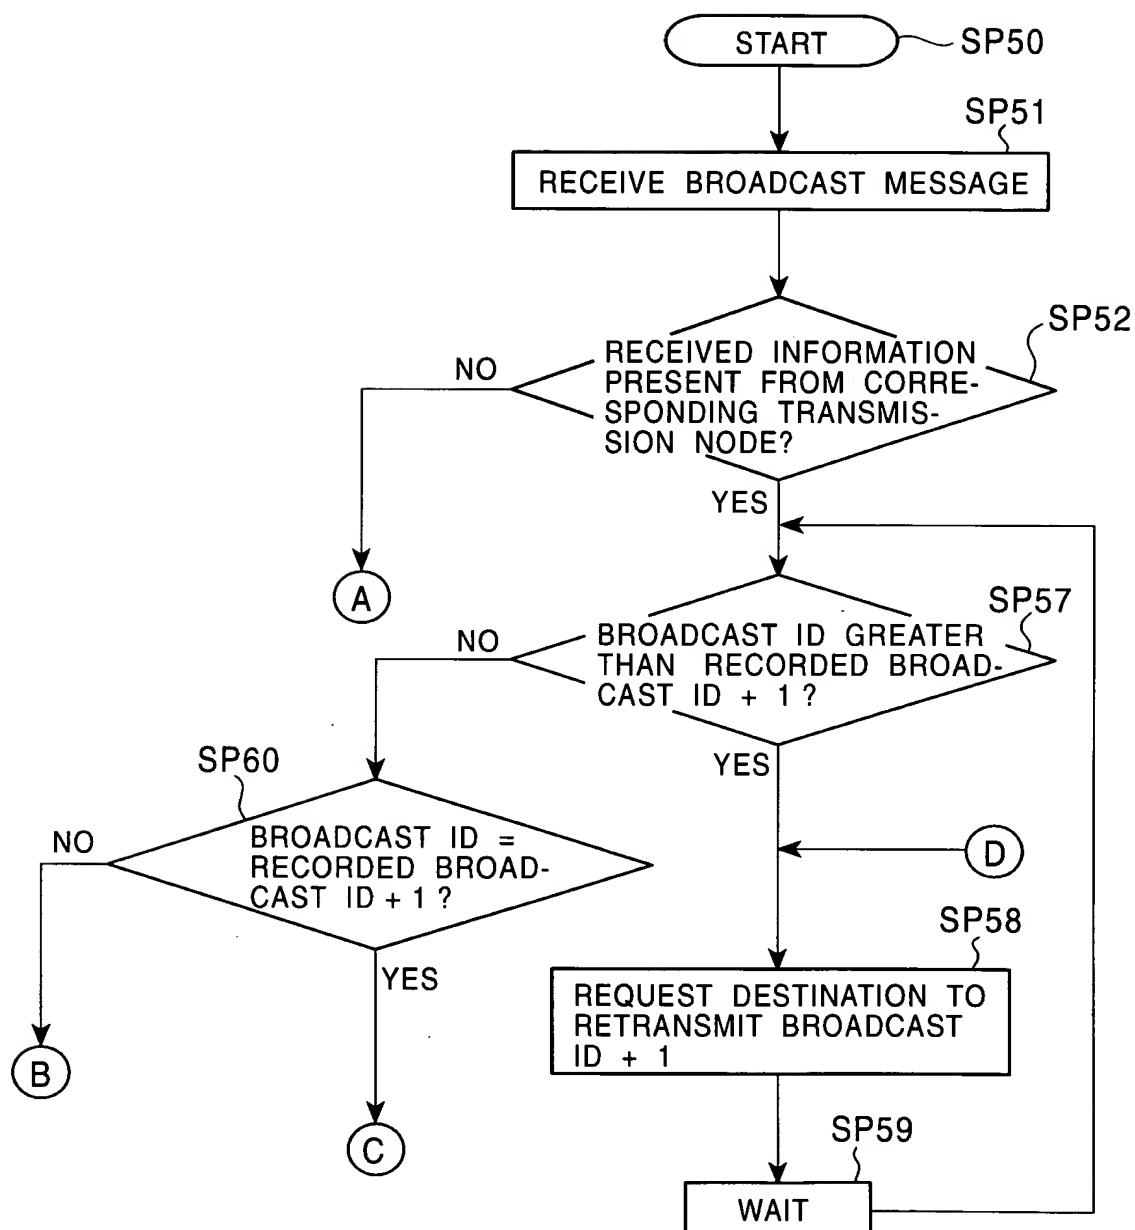 START
SP50
SP51
RECEIVE BROADCAST MESSAGE
SP52
RECEIVED INFORMATION
PRESENT FROM CORRE-
SPONDING TRANSMIS-
SION NODE?
NO
YES
A
SP57
BROADCAST ID GREATER
THAN RECORDED BROAD-
CAST ID + 1 ?
NO
YES
SP60
BROADCAST ID =
RECORDED BROAD-
CAST ID + 1 ?
NO
YES
D
SP58
REQUEST DESTINATION TO
RETRANSMIT BROADCAST
ID + 1
B
C
SP59
WAIT